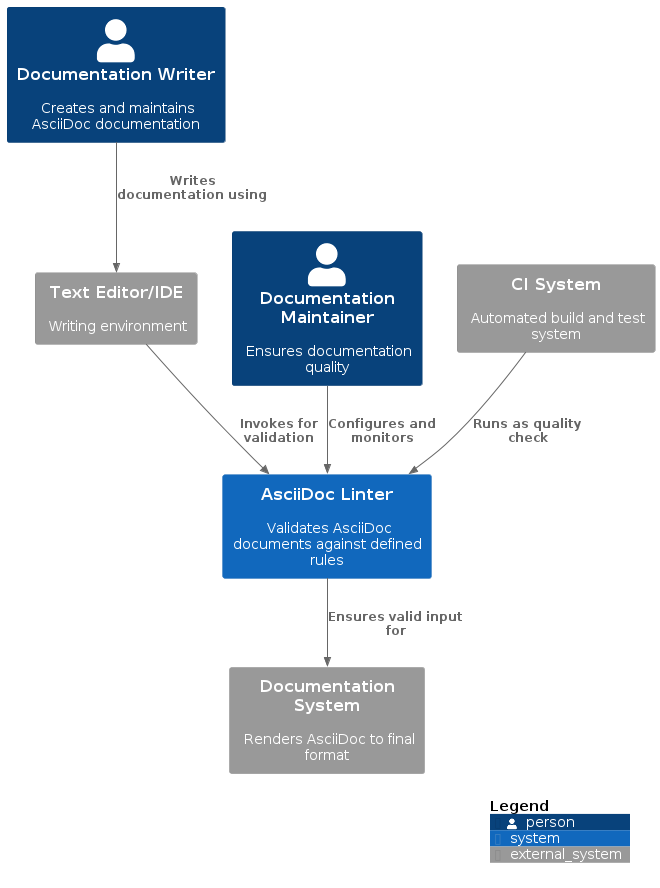 Documentation Writer
Creates and maintains
AsciiDoc documentation
Writes
documentation using
Text Editor/IDE
Writing environment
Documentation
Maintainer
Ensures documentation
quality
CI System
Automated build and test
system
Invokes for
validation
Configures and
monitors
Runs as quality
check
AsciiDoc Linter
Validates AsciiDoc
documents against defined
rules
Ensures valid input
for
Documentation
System
Renders AsciiDoc to final
format
Legend
person
system
external_system